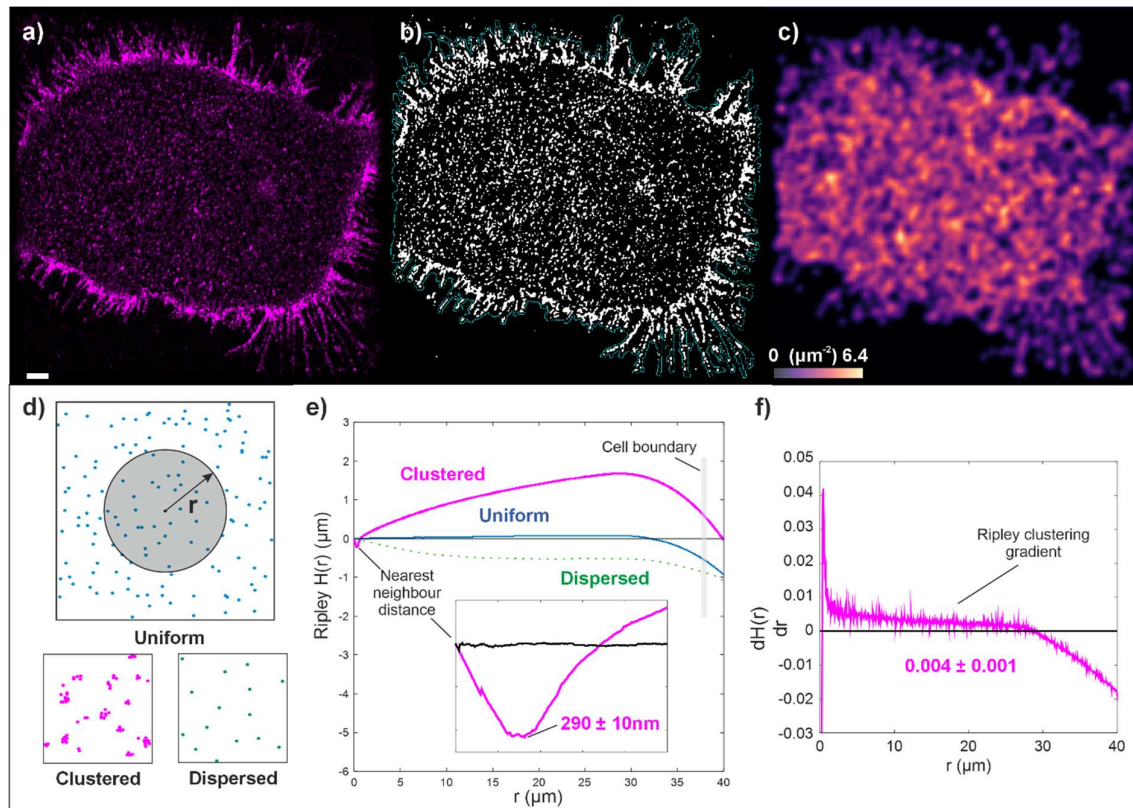 a)
b)
c)
0 (µm⁻²) 6.4
d)
r
Uniform
Clustered
Dispersed
e)
3
2
1
0
-1
-2
-3
-4
-5
-6
Ripley H(r) (µm)
Clustered
Cell boundary
Uniform
Dispersed
Nearest
neighbour
distance
290 ± 10nm
0 5 10 15 20 25 30 35 40
r (µm)
f)
0.05
0.04
0.03
0.02
0.01
0
-0.01
-0.02
-0.03
dH(r)
dr
Ripley clustering
gradient
0.004 ± 0.001
0 10 20 30 40
r (µm)